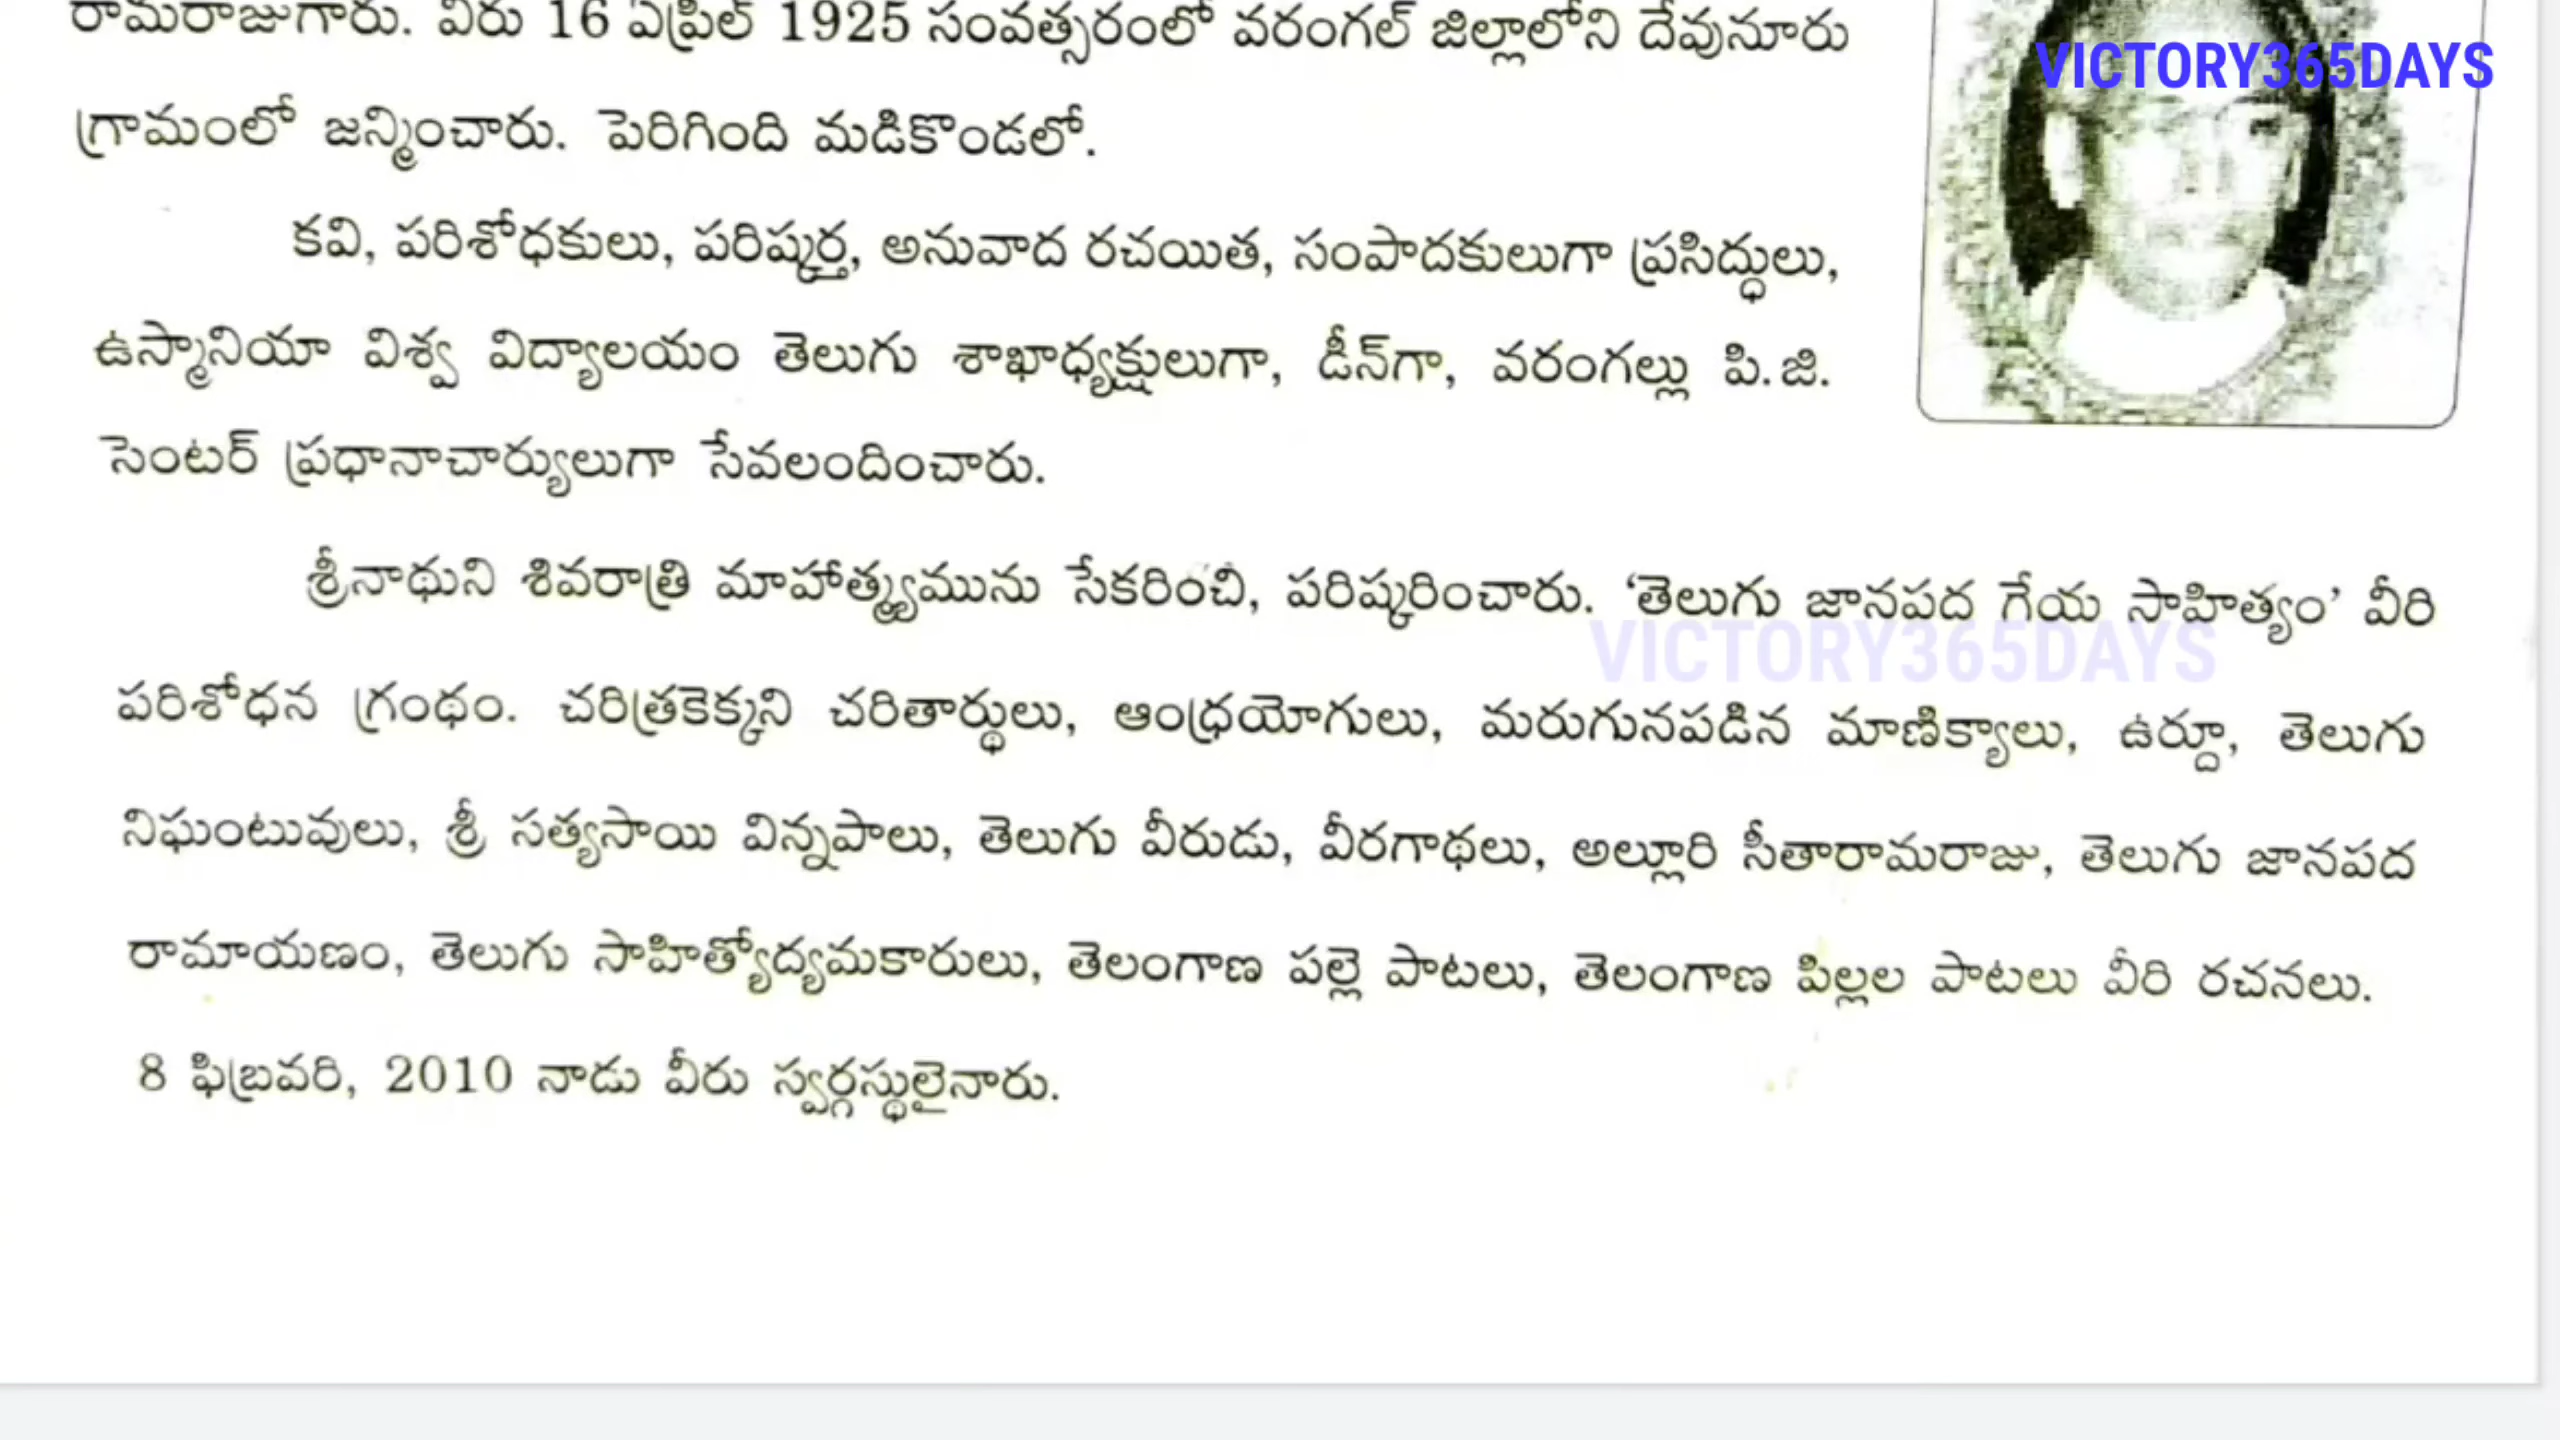 రామరాజుగారు. వీరు 16 ఏప్రిల్ 1925 సంవత్సరంలో వరంగల్ జిల్లాలోని దేవునూరు
VICTORY365DAYS
గ్రామంలో జన్మించారు. పెరిగింది మడికొండలో.
కవి, పరిశోధకులు, పరిష్కర్త, అనువాద రచయిత, సంపాదకులుగా ప్రసిద్ధులు,
ఉస్మానియా విశ్వ విద్యాలయం తెలుగు శాఖాధ్యక్షులుగా, డీన్‌గా, వరంగల్లు పి.జి.
సెంటర్ ప్రధానాచార్యులుగా సేవలందించారు.
శ్రీనాథుని శివరాత్రి మాహాత్మ్యమును సేకరించి, పరిష్కరించారు. ‘తెలుగు జానపద గేయ సాహిత్యం’ వీరి
VICTORY365DAYS
పరిశోధన గ్రంథం. చరిత్రకెక్కని చరితార్థులు, ఆంధ్రయోగులు, మరుగునపడిన మాణిక్యాలు, ఉర్దూ, తెలుగు
నిఘంటువులు, శ్రీ సత్యసాయి విన్నపాలు, తెలుగు వీరుడు, వీరగాథలు, అల్లూరి సీతారామరాజు, తెలుగు జానపద
రామాయణం, తెలుగు సాహిత్యోద్యమకారులు, తెలంగాణ పల్లె పాటలు, తెలంగాణ పిల్లల పాటలు వీరి రచనలు.
8 ఫిబ్రవరి, 2010 నాడు వీరు స్వర్గస్థులైనారు.